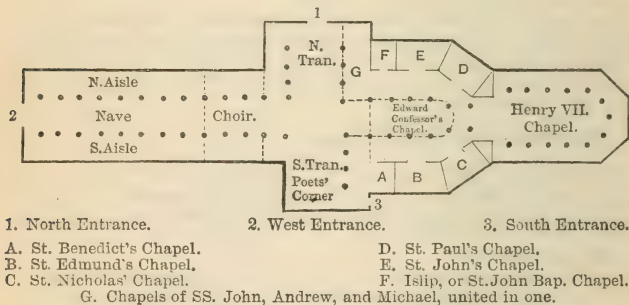 1
N.
Tran.
F E D
G
N. Aisle
2 Nave Choir.
Edward
Confessor's
Chapel.
Henry VII.
Chapel.
S. Aisle
S. Tran.
Poets'
Corner
A B C
3
1. North Entrance. 2. West Entrance. 3. South Entrance.
A. St. Benedict's Chapel. D. St. Paul's Chapel.
B. St. Edmund's Chapel. E. St. John's Chapel.
C. St. Nicholas' Chapel. F. Islip, or St. John Bap. Chapel.
G. Chapels of SS. John, Andrew, and Michael, united in one.